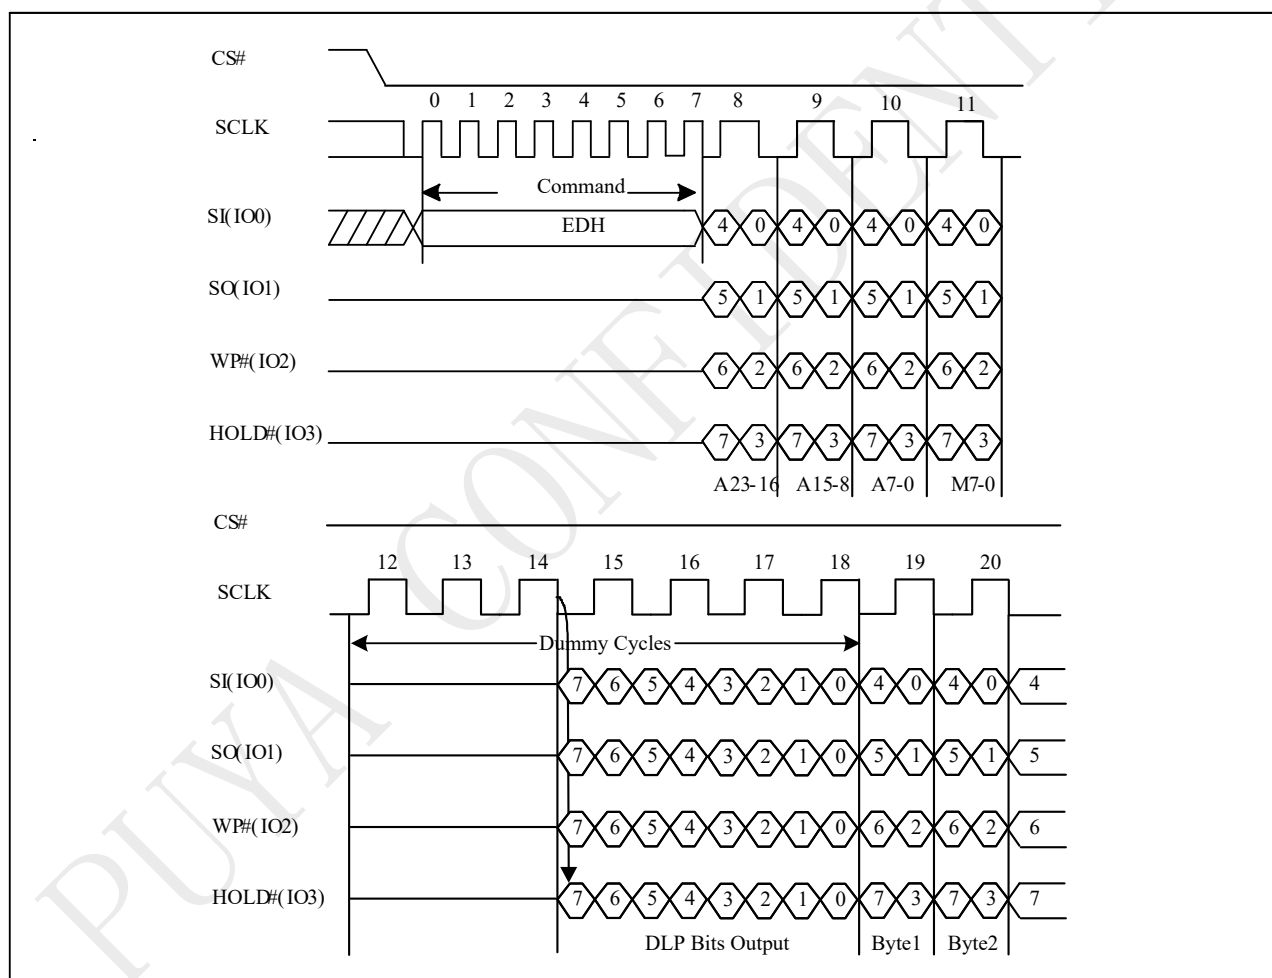 CS#
0 1 2 3 4 5 6 7 8 9 10 11
SCLK
Command
SI(IO0) EDH 4 0 4 0 4 0 4 0
SO(IO1) 5 1 5 1 5 1 5 1
WP#(IO2) 6 2 6 2 6 2 6 2
HOLD#(IO3) 7 3 7 3 7 3 7 3
A23-16 A15-8 A7-0 M7-0
CS#
12 13 14 15 16 17 18 19 20
SCLK
Dummy Cycles
SI(IO0) 7 6 5 4 3 2 1 0 4 0 4 0 4
SO(IO1) 7 6 5 4 3 2 1 0 5 1 5 1 5
WP#(IO2) 7 6 5 4 3 2 1 0 6 2 6 2 6
HOLD#(IO3) 7 6 5 4 3 2 1 0 7 3 7 3 7
DLP Bits Output Byte1 Byte2